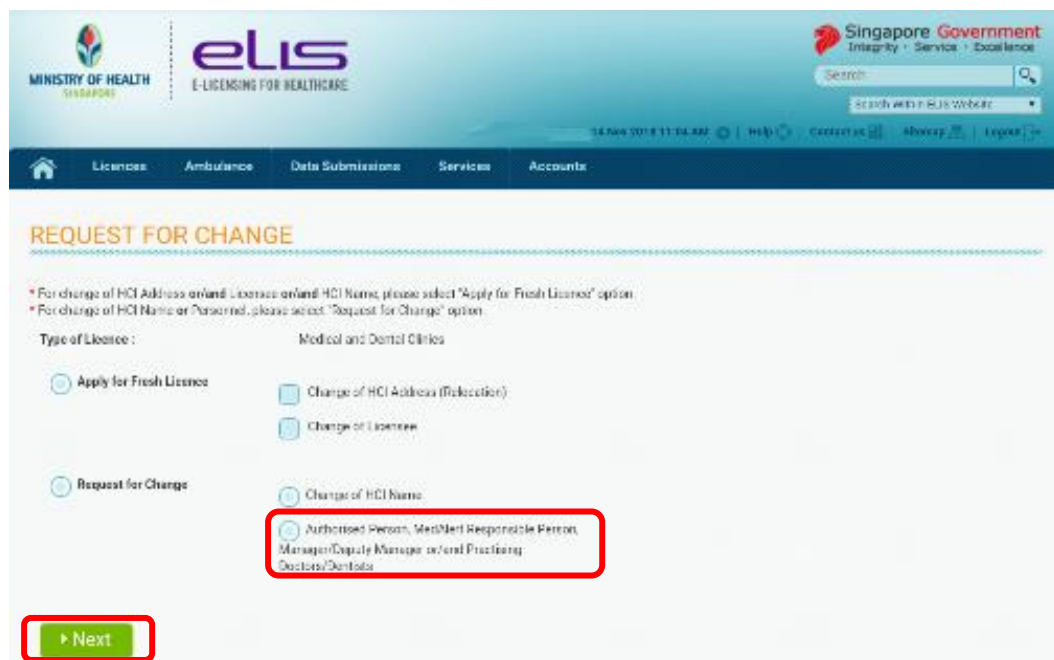 Singapore Government
Integrity · Service · Excellence
MINISTRY OF HEALTH
SINGAPORE
eLIS
E-LICENSING FOR HEALTHCARE
Search
Search within ELIS Website
Help | Contact us | Sitemap | Logout
Licences Ambulance Data Submissions Services Accounts
REQUEST FOR CHANGE
* For change of HCI Address or/and Licensee or/and HCI Name, please select "Apply for Fresh Licence" option
* For change of HCI Name or Personnel, please select "Request for Change" option
Type of Licence : Medical and Dental Clinics
Apply for Fresh Licence
Change of HCI Address (Relocation)
Change of Licensee
Request for Change
Change of HCI Name
Authorised Person, MedAlert Responsible Person,
Manager/Deputy Manager or/and Practising
Doctors/Dentists
Next